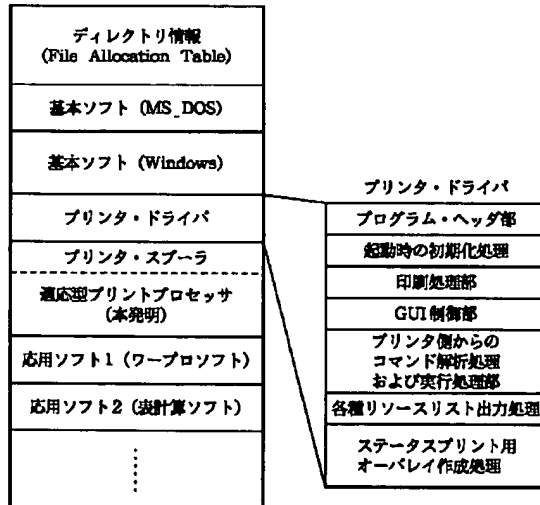 ディレクトリ情報
(File Allocation Table)
基本ソフト (MS_DOS)
基本ソフト (Windows)
プリンタ・ドライバ
プリンタ・スプーラ
適応型プリントプロセッサ
(本発明)
応用ソフト1 (ワープロソフト)
応用ソフト2 (表計算ソフト)
プリンタ・ドライバ
プログラム・ヘッダ部
起動時の初期化処理
印刷処理部
GUI制御部
プリンタ側からの
コマンド解析処理
および実行処理部
各種リソースリスト出力処理
ステータスプリント用
オーバレイ作成処理